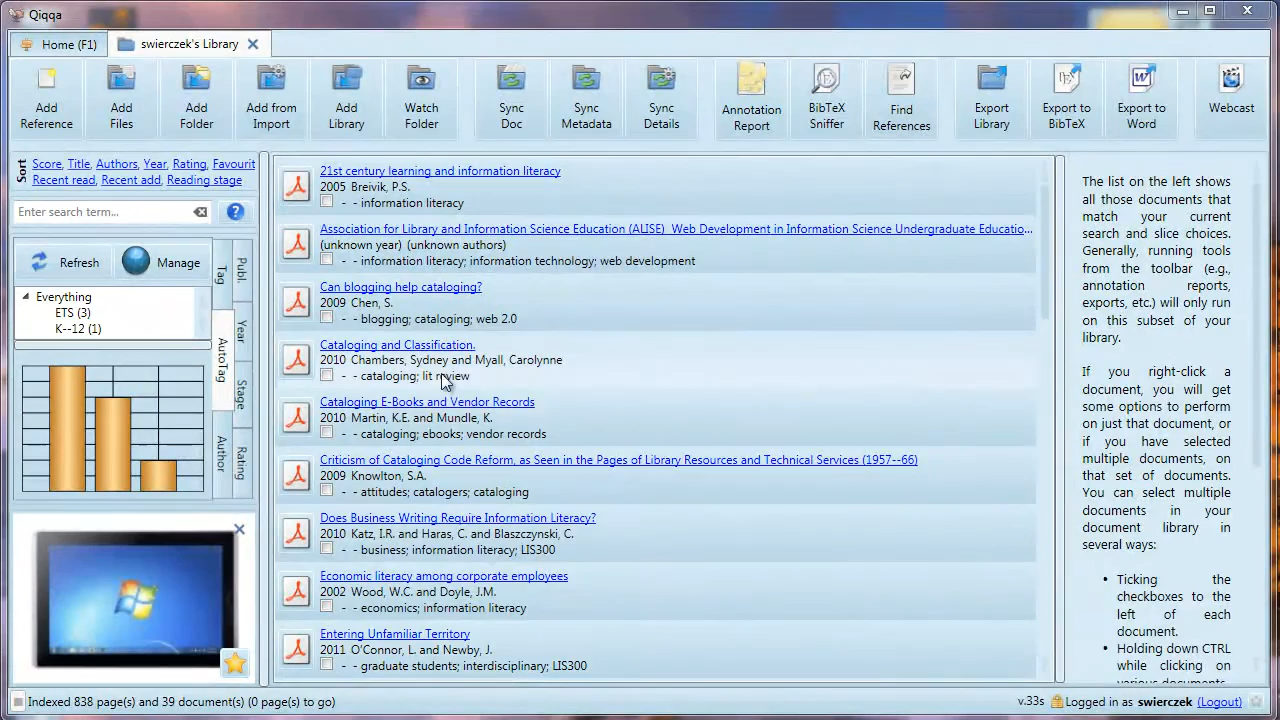 Qiqqa
Home (F1)
swierczek's Library
Add Reference
Add Files
Add Folder
Add from Import
Add Library
Watch Folder
Sync Doc
Sync Metadata
Sync Details
Annotation Report
BibTeX Sniffer
Find References
Export Library
Export to BibTeX
Export to Word
Webcast
Sort
Score, Title, Authors, Year, Rating, Favourit
Recent read, Recent add, Reading stage
Enter search term...
Refresh
Manage
Everything
ETS (3)
K--12 (1)
Tag
AutoTag
Author
Publ.
Year
Stage
Rating
21st century learning and information literacy
2005 Breivik, P.S.
- - information literacy
Association for Library and Information Science Education (ALISE) Web Development in Information Science Undergraduate Educatio...
(unknown year) (unknown authors)
- - information literacy; information technology; web development
Can blogging help cataloging?
2009 Chen, S.
- - blogging; cataloging; web 2.0
Cataloging and Classification.
2010 Chambers, Sydney and Myall, Carolynne
- - cataloging; lit review
Cataloging E-Books and Vendor Records
2010 Martin, K.E. and Mundle, K.
- - cataloging; ebooks; vendor records
Criticism of Cataloging Code Reform, as Seen in the Pages of Library Resources and Technical Services (1957--66)
2009 Knowlton, S.A.
- - attitudes; catalogers; cataloging
Does Business Writing Require Information Literacy?
2010 Katz, I.R. and Haras, C. and Blaszczynski, C.
- - business; information literacy; LIS300
Economic literacy among corporate employees
2002 Wood, W.C. and Doyle, J.M.
- - economics; information literacy
Entering Unfamiliar Territory
2011 O'Connor, L. and Newby, J.
- - graduate students; interdisciplinary; LIS300
The list on the left shows
all those documents that
match your current
search and slice choices.
Generally, running tools
from the toolbar (e.g.,
annotation reports,
exports, etc.) will only run
on this subset of your
library.
If you right-click a
document, you will get
some options to perform
on just that document, or
if you have selected
multiple documents, on
that set of documents.
You can select multiple
documents in your
document library in
several ways:
• Ticking the
checkboxes to the
left of each
document.
• Holding down CTRL
while clicking on
various documents
Indexed 838 page(s) and 39 document(s) (0 page(s) to go)
v.33s
Logged in as swierczek (Logout)